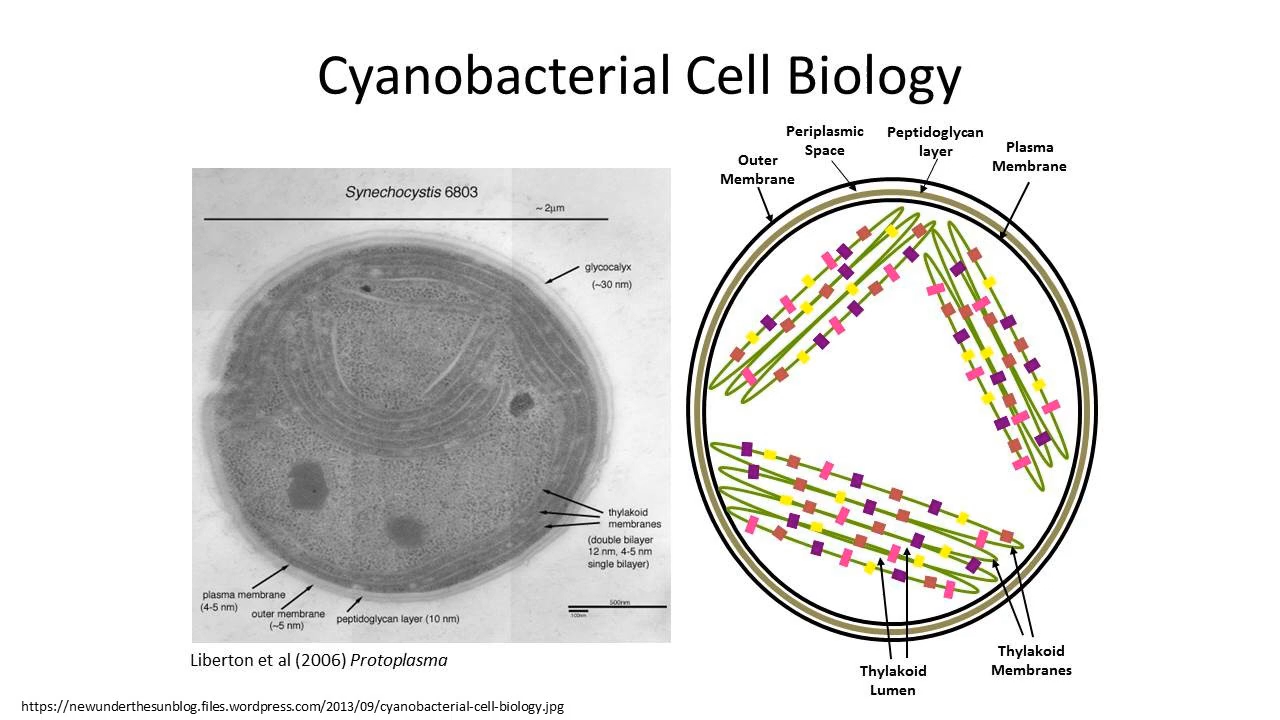 Cyanobacterial Cell Biology
Synechocystis 6803
~ 2µm
glycocalyx
(~30 nm)
thylakoid
membranes
(double bilayer
12 nm, 4-5 nm
single bilayer)
plasma membrane
(4-5 nm)
outer membrane
(~5 nm)
peptidoglycan layer (10 nm)
500nm
100nm
Liberton et al (2006) Protoplasma
Periplasmic
Space
Peptidoglycan
layer
Plasma
Membrane
Outer
Membrane
Thylakoid
Lumen
Thylakoid
Membranes
https://newunderthesunblog.files.wordpress.com/2013/09/cyanobacterial-cell-biology.jpg